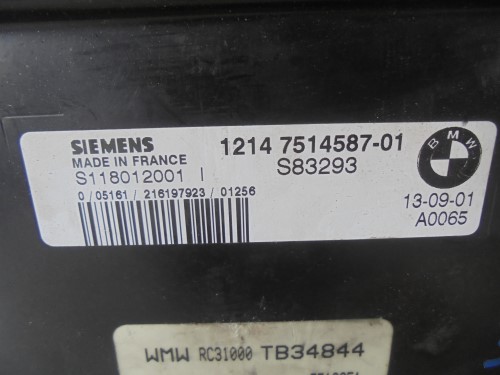 SIEMENS
MADE IN FRANCE
S118012001 I
0 / 05161 / 216197923 / 01256
1214 7514587-01
S83293
BMW
13-09-01
A0065
WMW RC31000 TB34844